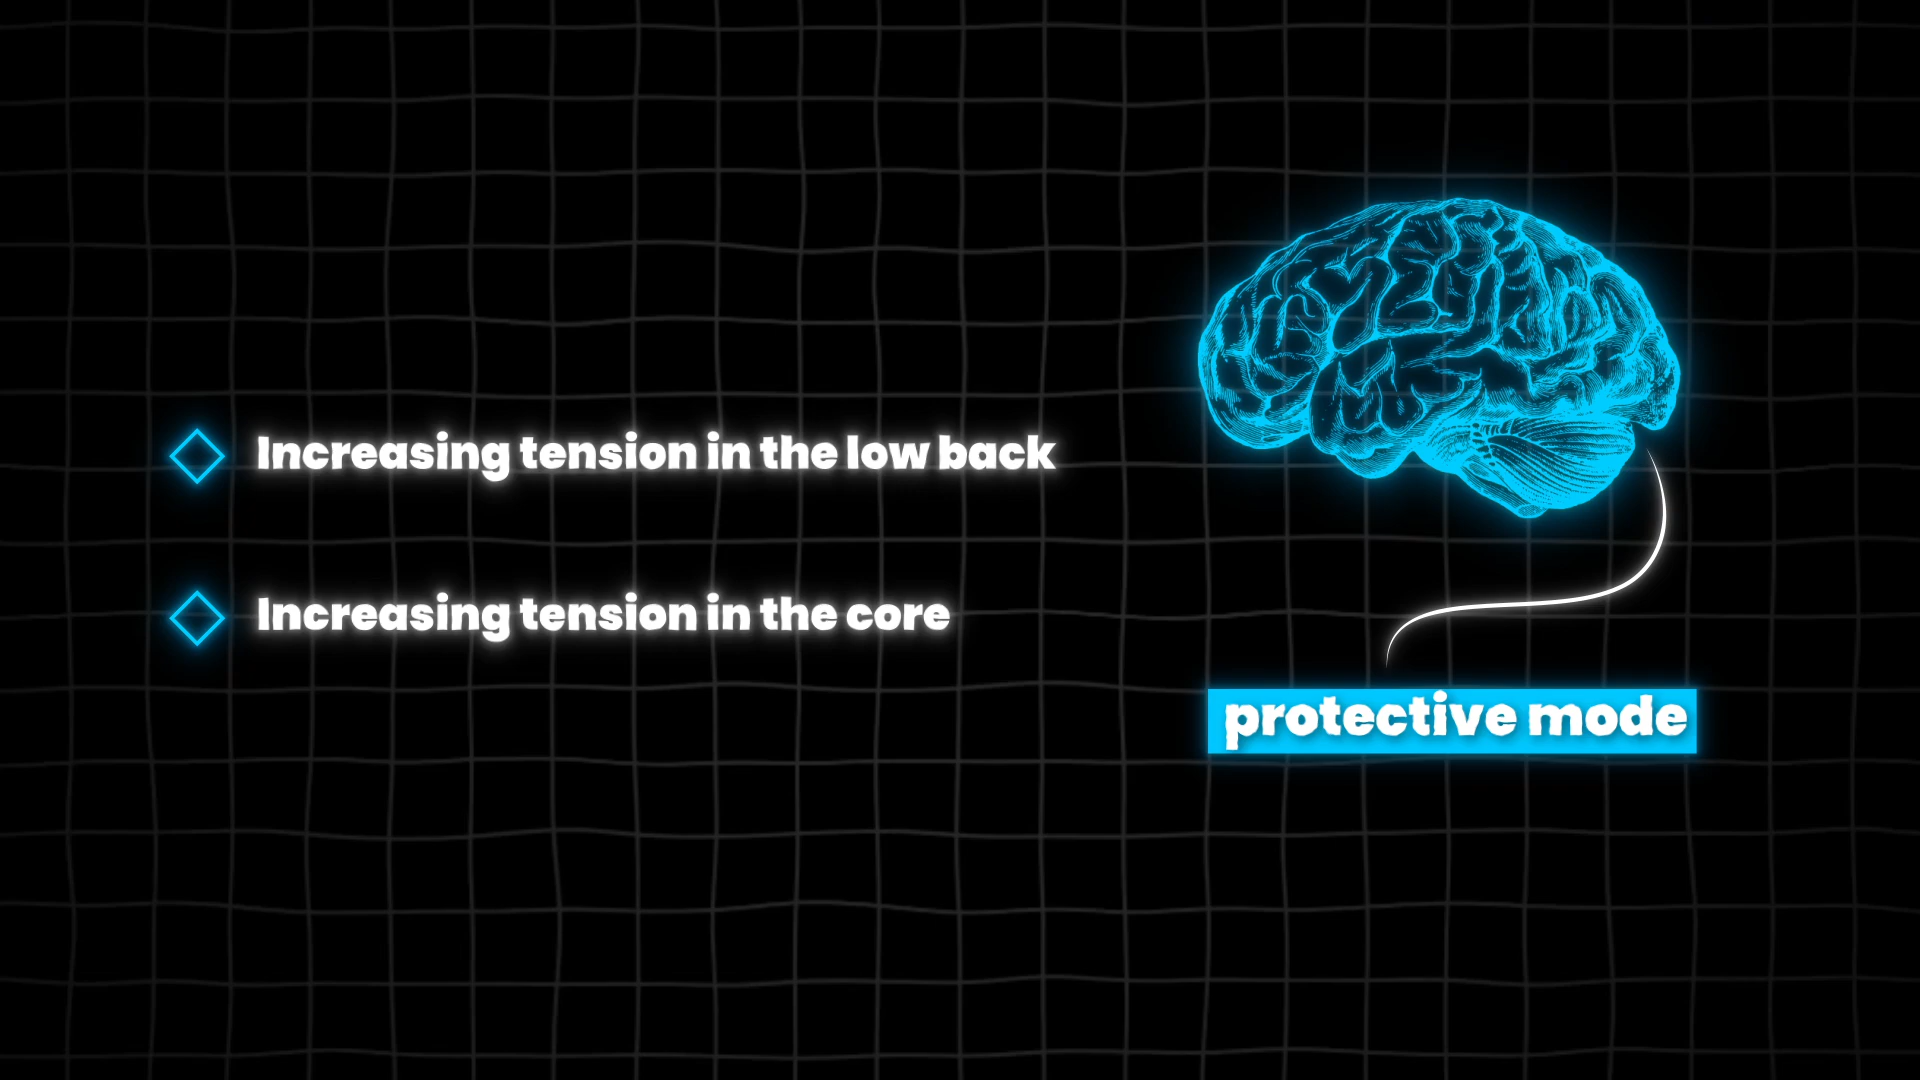 Increasing tension in the low back
Increasing tension in the core
protective mode